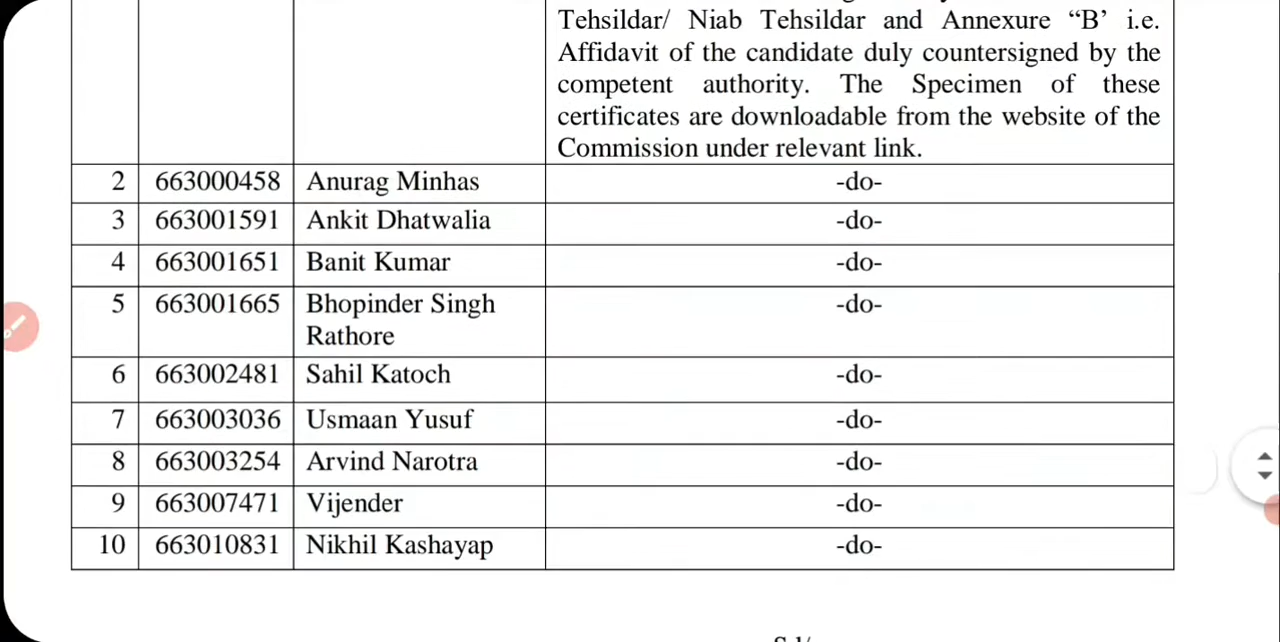 Tehsildar/ Niab Tehsildar and Annexure “B’ i.e.
Affidavit of the candidate duly countersigned by the
competent authority. The Specimen of these
certificates are downloadable from the website of the
Commission under relevant link.
2 663000458 Anurag Minhas -do-
3 663001591 Ankit Dhatwalia -do-
4 663001651 Banit Kumar -do-
5 663001665 Bhopinder Singh -do-
Rathore
6 663002481 Sahil Katoch -do-
7 663003036 Usmaan Yusuf -do-
8 663003254 Arvind Narotra -do-
9 663007471 Vijender -do-
10 663010831 Nikhil Kashayap -do-